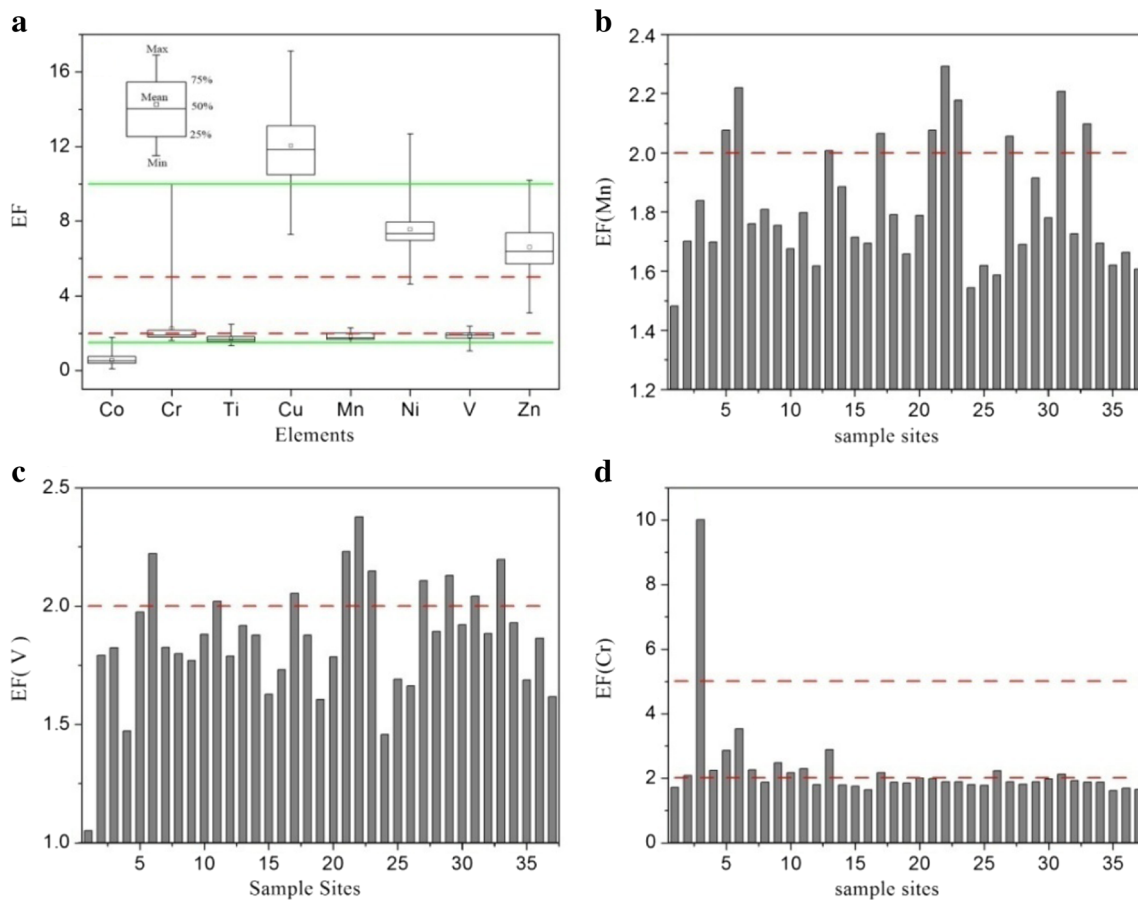 a
EF
16
12
8
4
0
Max
75%
Mean
50%
25%
Min
Co Cr Ti Cu Mn Ni V Zn
Elements
b
EF(Mn)
2.4
2.2
2.0
1.8
1.6
1.4
1.2
5 10 15 20 25 30 35
sample sites
c
EF( V )
2.5
2.0
1.5
1.0
5 10 15 20 25 30 35
Sample Sites
d
EF(Cr)
10
8
6
4
2
0
5 10 15 20 25 30 35
sample sites